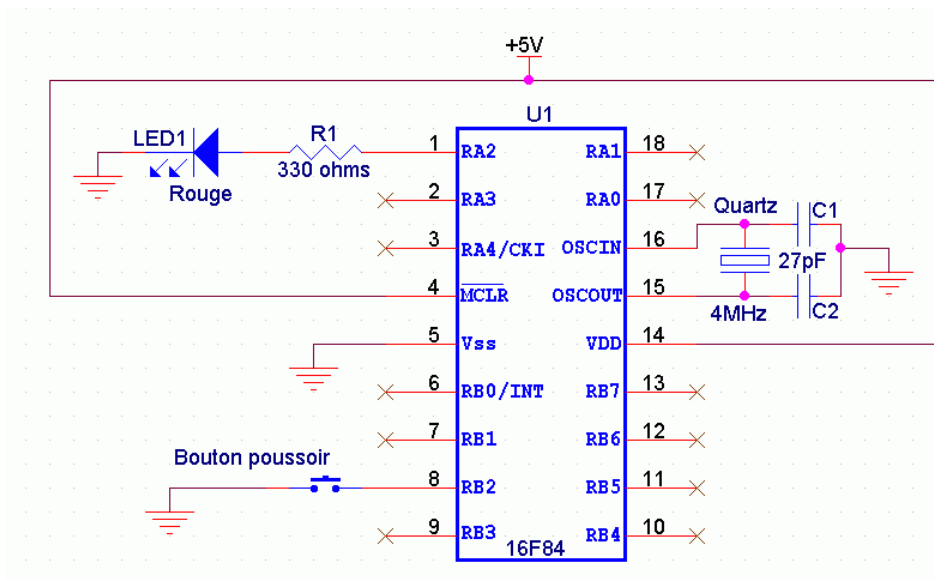 +5V
U1
LED1
Rouge
R1
330 ohms
1 RA2
2 RA3
3 RA4/CKI
4 MCLR
5 Vss
6 RB0/INT
7 RB1
8 RB2
9 RB3
RA1 18
RA0 17
OSCIN 16
OSCOUT 15
VDD 14
RB7 13
RB6 12
RB5 11
RB4 10
16F84
Quartz
4MHz
C1
27pF
C2
Bouton poussoir